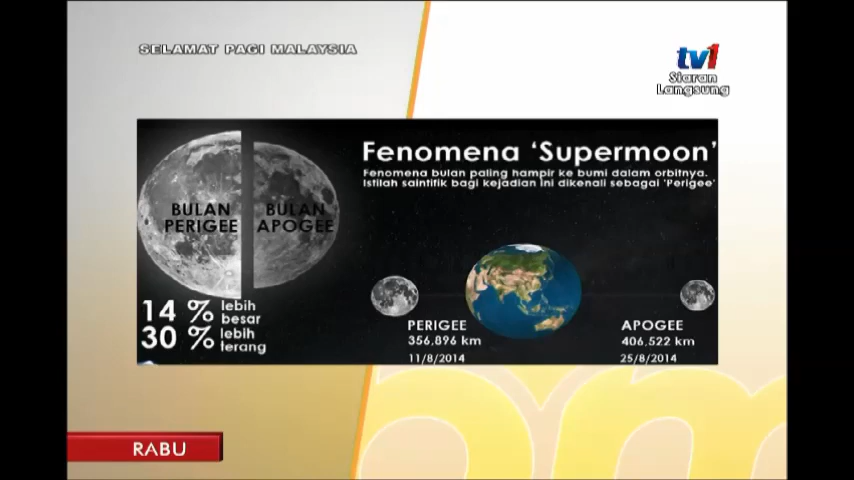 SELAMAT PAGI MALAYSIA
tv1
Siaran
Langsung
Fenomena 'Supermoon'
Fenomena bulan paling hampir ke bumi dalam orbitnya.
Istilah saintifik bagi kejadian ini dikenali sebagai 'Perigee'
BULAN
PERIGEE
BULAN
APOGEE
14 % lebih
besar
30 % lebih
terang
PERIGEE
356,896 km
11/8/2014
APOGEE
406,522 km
25/8/2014
RABU